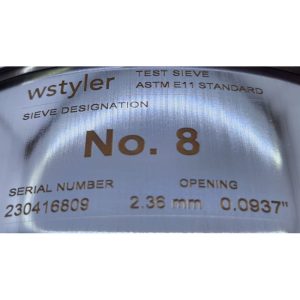 wstyler
TEST SIEVE
ASTM E11 STANDARD
SIEVE DESIGNATION
No. 8
SERIAL NUMBER OPENING
230416809 2.36 mm 0.0937"